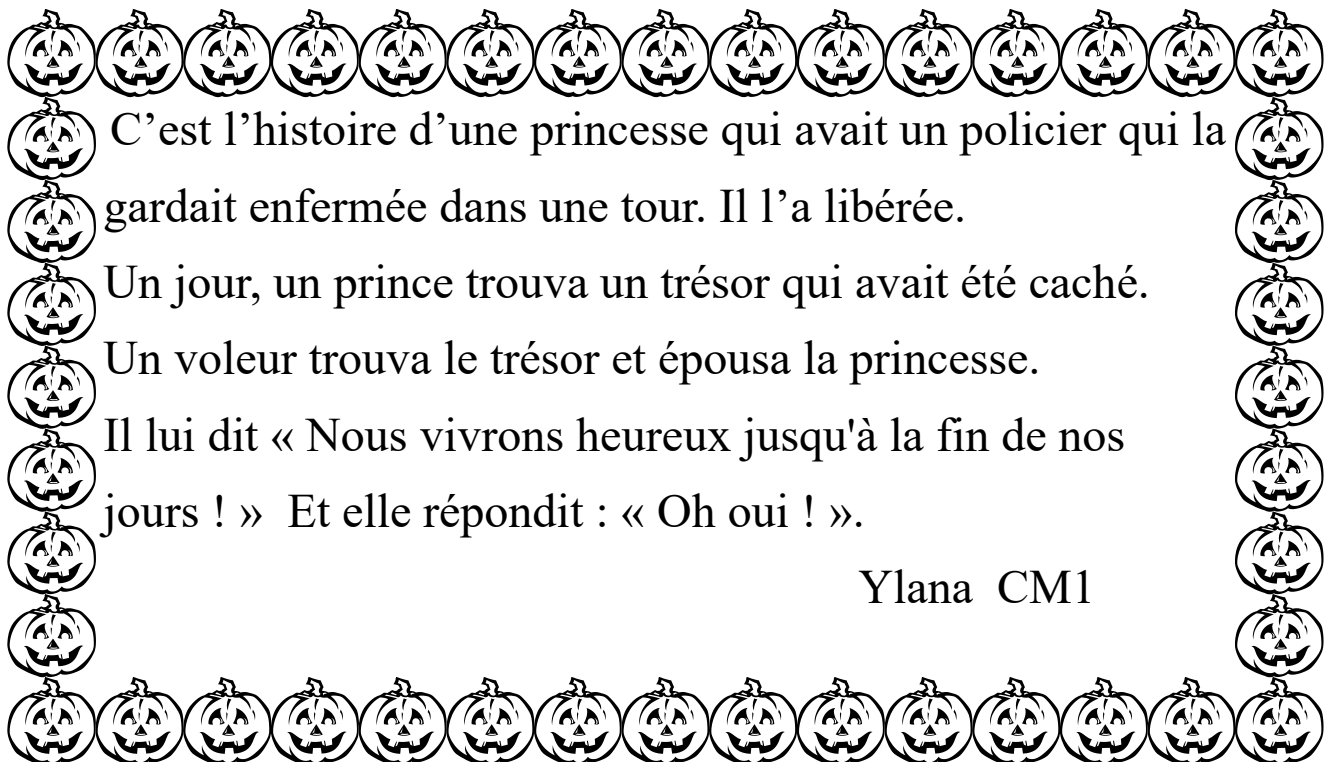 C’est l’histoire d’une princesse qui avait un policier qui la
gardait enfermée dans une tour. Il l’a libérée.
Un jour, un prince trouva un trésor qui avait été caché.
Un voleur trouva le trésor et épousa la princesse.
Il lui dit « Nous vivrons heureux jusqu'à la fin de nos
jours ! »  Et elle répondit : « Oh oui ! ».
Ylana  CM1